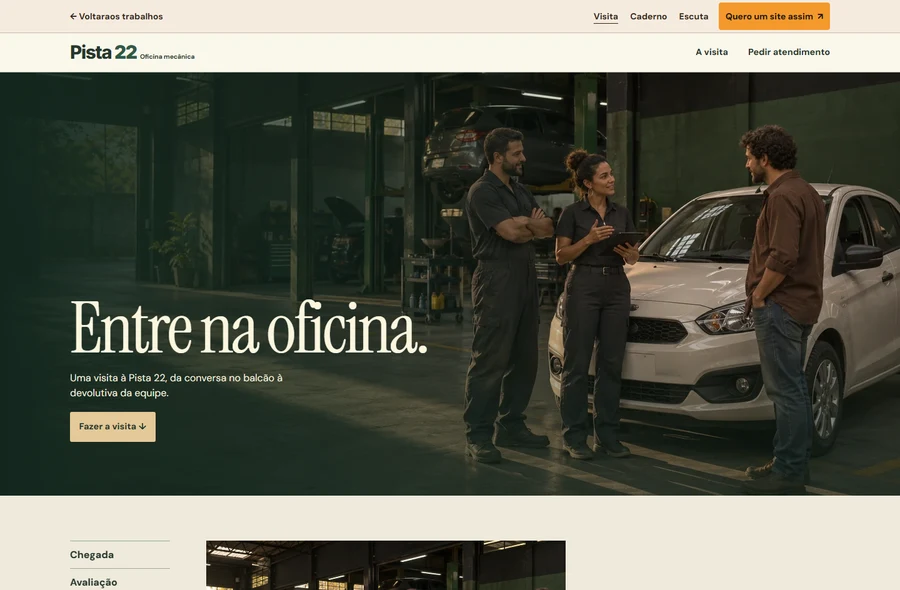 ← Voltaraos trabalhos
Visita Caderno Escuta Quero um site assim ↗
Pista 22 Oficina mecânica
A visita Pedir atendimento
Entre na oficina.
Uma visita à Pista 22, da conversa no balcão à
devolutiva da equipe.
Fazer a visita ↓
Chegada
Avaliação